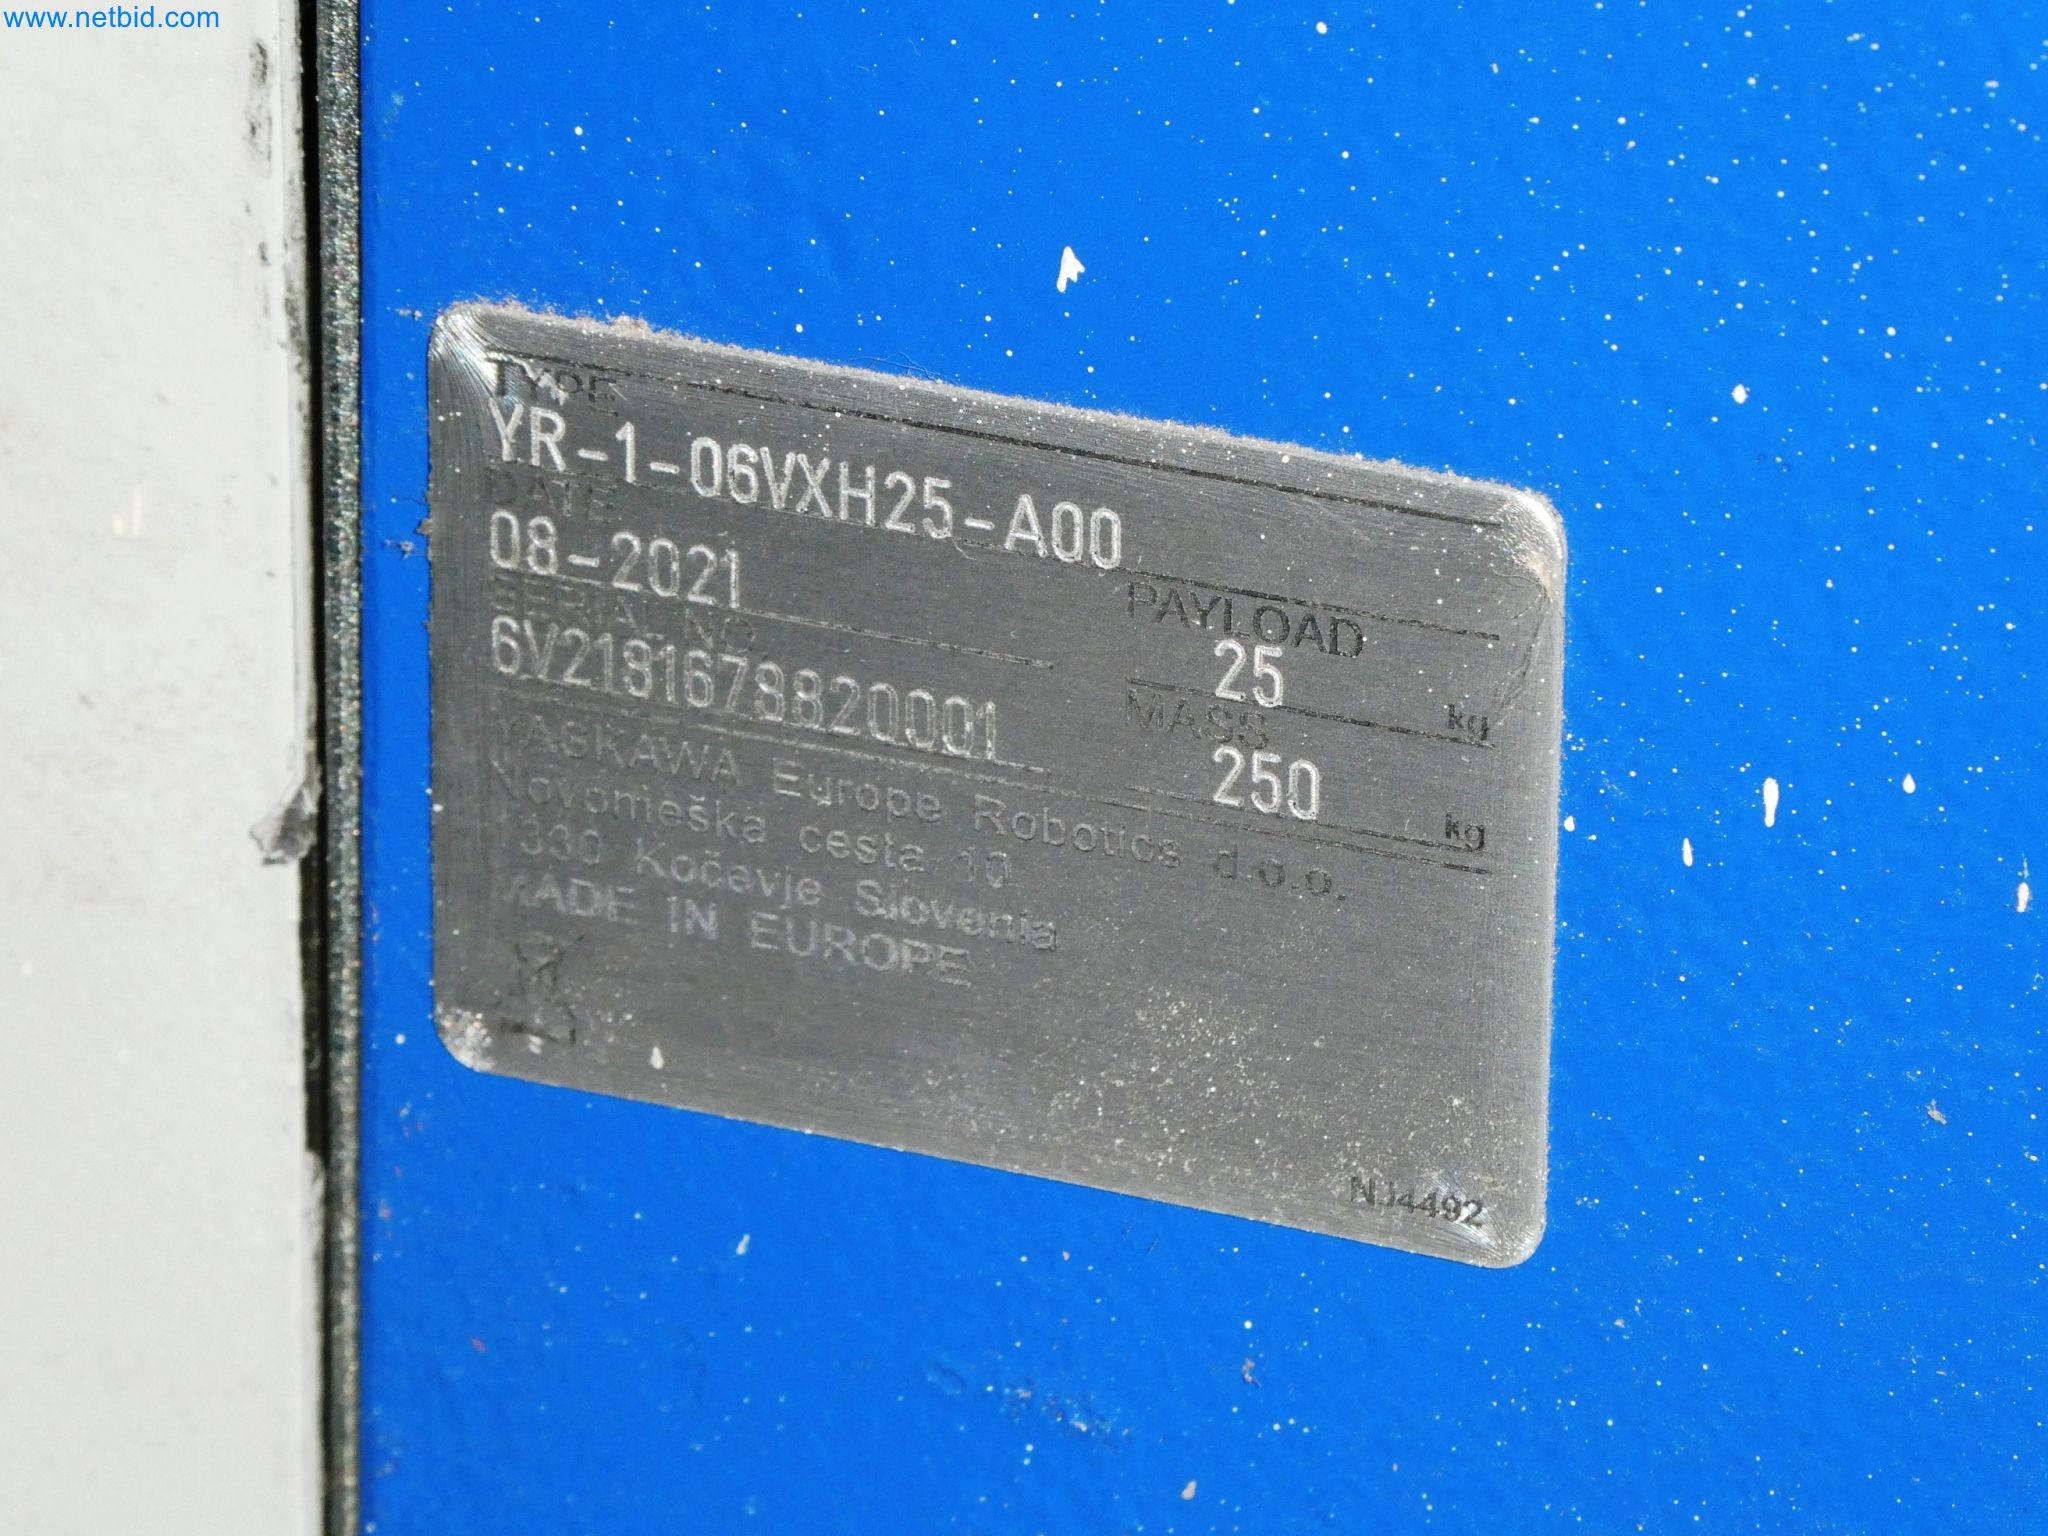 www.netbid.com
TYPE
YR-1-06VXH25-A00
DATE
08-2021
SERIAL NO.
6V2181678820001
PAYLOAD
25 kg
MASS
250 kg
YASKAWA Europe Robotics d.o.o.
Novomeška cesta 10
1330 Kočevje Slovenia
MADE IN EUROPE
NJ4492